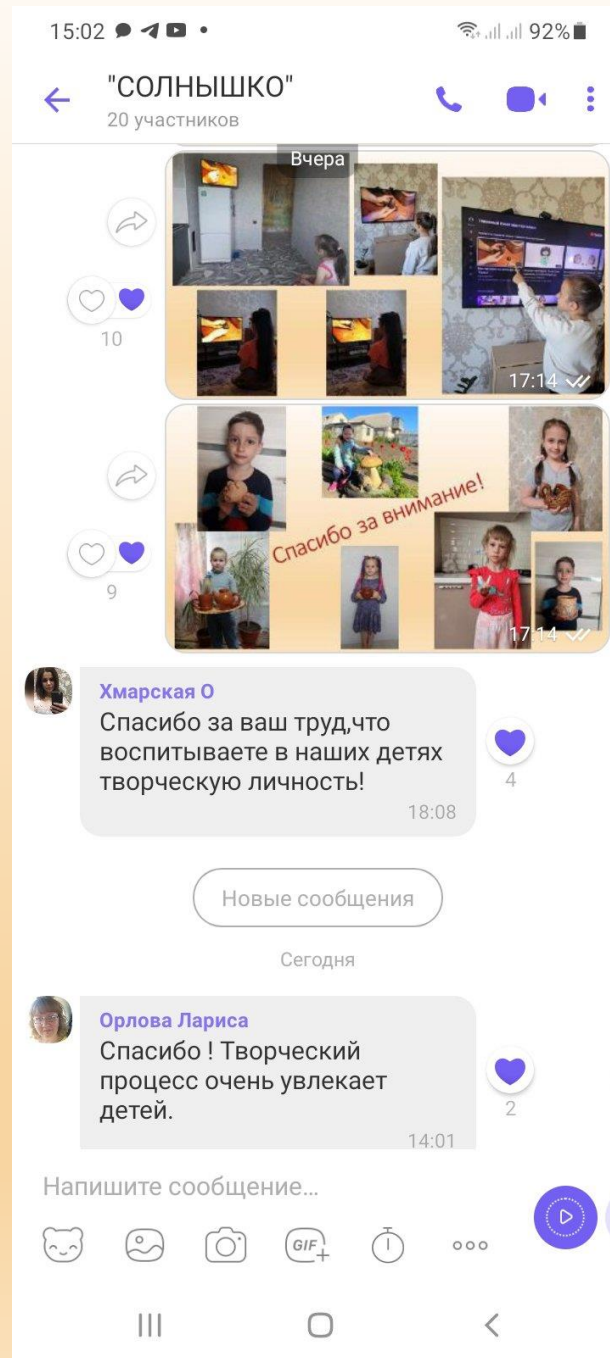 15:02
92%
"СОЛНЫШКО"
20 участников
Вчера
17:14
10
Спасибо за внимание!
17:14
9
Хмарская О
Спасибо за ваш труд,что
воспитываете в наших детях
творческую личность!
18:08
4
Новые сообщения
Сегодня
Орлова Лариса
Спасибо ! Творческий
процесс очень увлекает
детей.
14:01
2
Напишите сообщение...
GIF